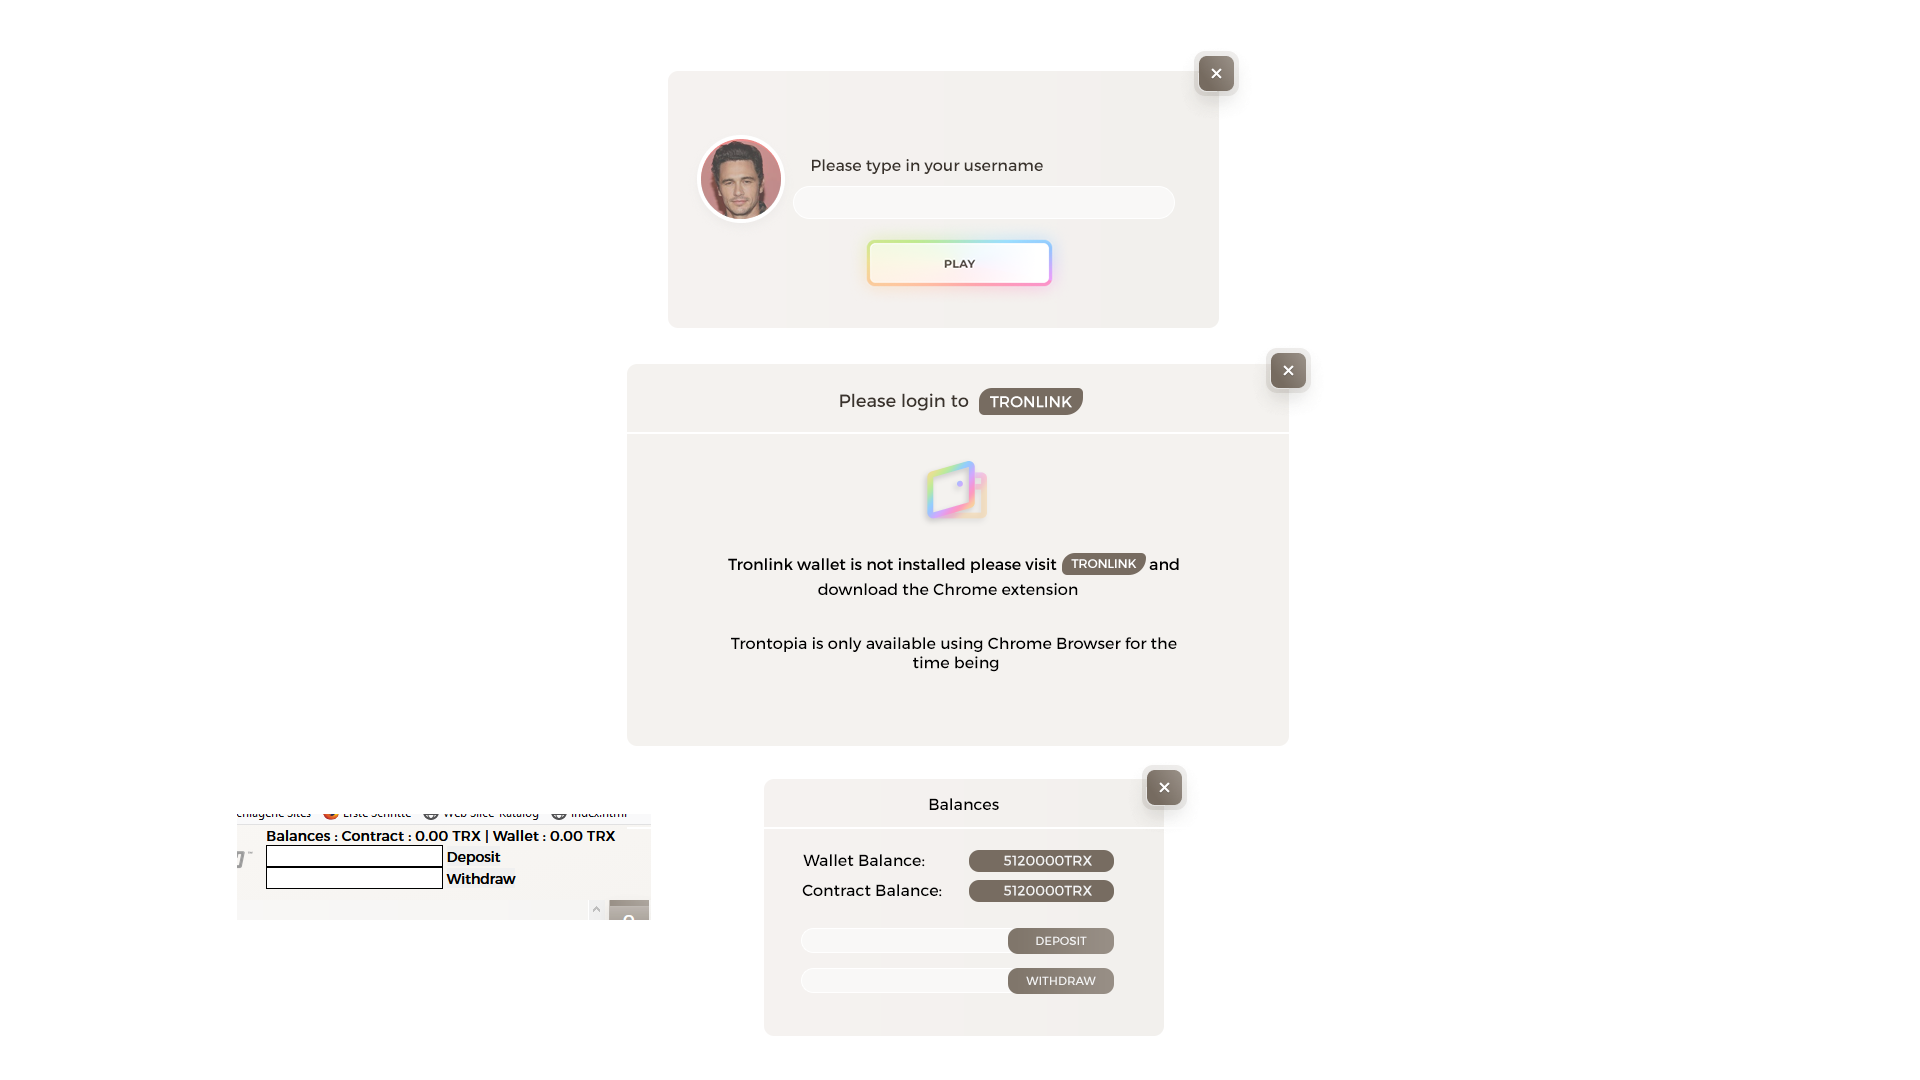 Please type in your username
PLAY
Please login to TRONLINK
Tronlink wallet is not installed please visit TRONLINK and
download the Chrome extension
Trontopia is only available using Chrome Browser for the
time being
Erste Schritte Web Slice-Katalog index.html
Balances : Contract : 0.00 TRX | Wallet : 0.00 TRX
Deposit
Withdraw
Balances
Wallet Balance: 5120000TRX
Contract Balance: 5120000TRX
DEPOSIT
WITHDRAW